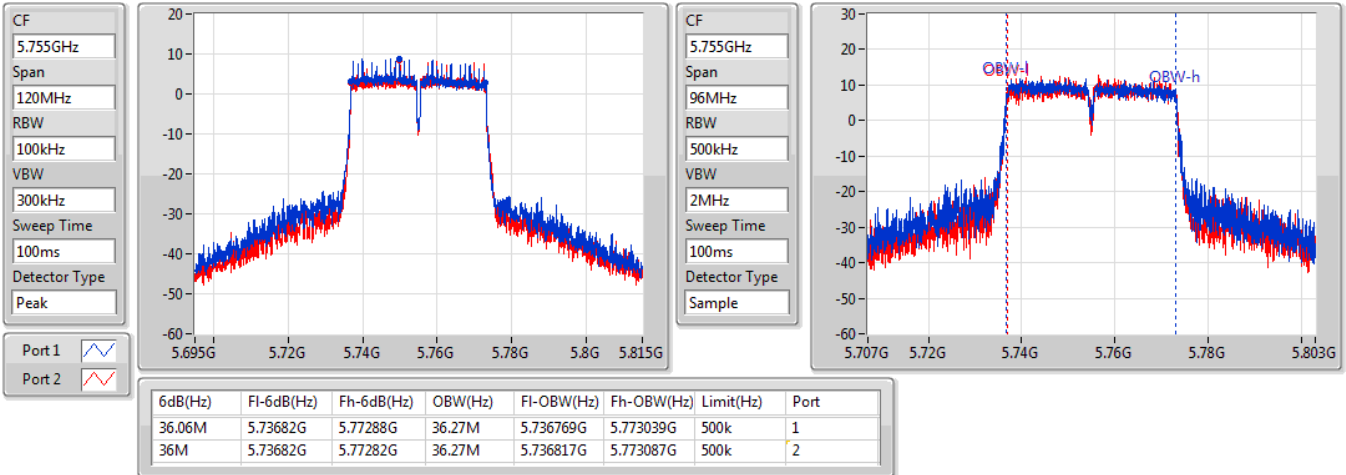 CF
5.755GHz
Span
120MHz
RBW
100kHz
VBW
300kHz
Sweep Time
100ms
Detector Type
Peak
Port 1
Port 2
20
10
0
-10
-20
-30
-40
-50
-60
5.695G 5.72G 5.74G 5.76G 5.78G 5.8G 5.815G
CF
5.755GHz
Span
96MHz
RBW
500kHz
VBW
2MHz
Sweep Time
100ms
Detector Type
Sample
30
20
10
0
-10
-20
-30
-40
-50
-60
OBW-l
OBW-h
5.707G 5.72G 5.74G 5.76G 5.78G 5.803G
6dB(Hz) Fl-6dB(Hz) Fh-6dB(Hz) OBW(Hz) Fl-OBW(Hz) Fh-OBW(Hz) Limit(Hz) Port
36.06M 5.73682G 5.77288G 36.27M 5.736769G 5.773039G 500k 1
36M 5.73682G 5.77282G 36.27M 5.736817G 5.773087G 500k 2